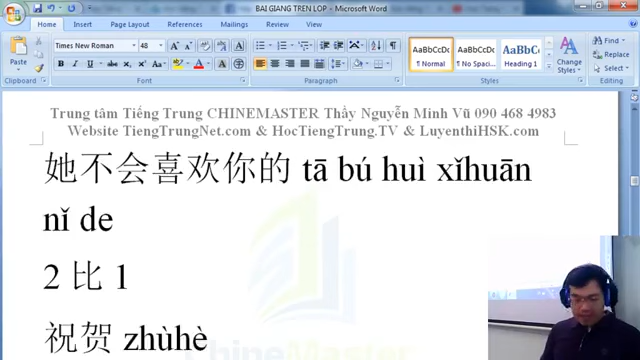 BAI GIANG TREN LOP - Microsoft Word
Home Insert Page Layout References Mailings Review View
Paste
Times New Roman 48
AaBbCcDc AaBbCcDc AaBbCc
¶ Normal ¶ No Spaci... Heading 1
Change Styles
Find
Replace
Select
Clipboard Font Paragraph Styles Editing
Trung tâm Tiếng Trung CHINEMASTER Thầy Nguyễn Minh Vũ 090 468 4983
Website TiengTrungNet.com & HocTiengTrung.TV & LuyenthiHSK.com
她不会喜欢你的 tā bú huì xǐhuān
nǐ de
2 比 1
祝贺 zhùhè
ChineMaster